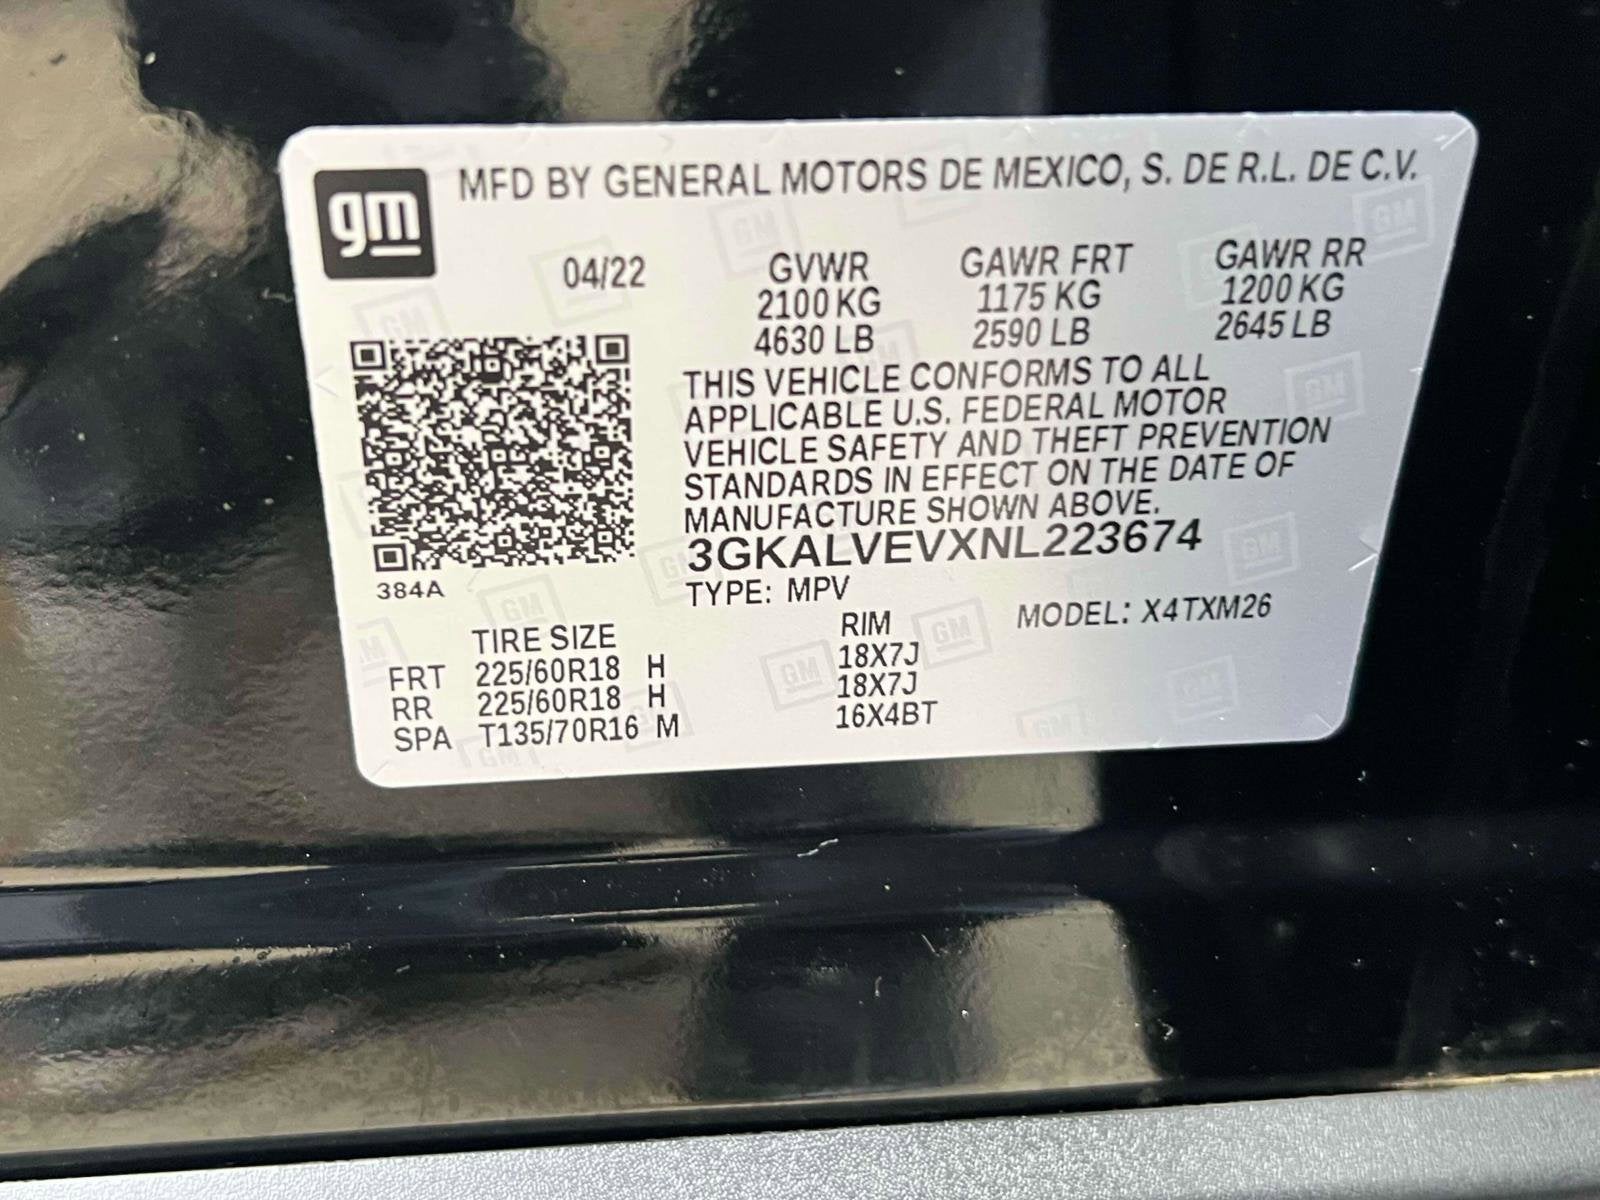 gm
MFD BY GENERAL MOTORS DE MEXICO, S. DE R.L. DE C.V.
04/22
GVWR
2100 KG
4630 LB
GAWR FRT
1175 KG
2590 LB
GAWR RR
1200 KG
2645 LB
THIS VEHICLE CONFORMS TO ALL
APPLICABLE U.S. FEDERAL MOTOR
VEHICLE SAFETY AND THEFT PREVENTION
STANDARDS IN EFFECT ON THE DATE OF
MANUFACTURE SHOWN ABOVE.
3GKALVEVXNL223674
TYPE: MPV
MODEL: X4TXM26
384A
TIRE SIZE RIM
FRT 225/60R18 H 18X7J
RR 225/60R18 H 18X7J
SPA T135/70R16 M 16X4BT